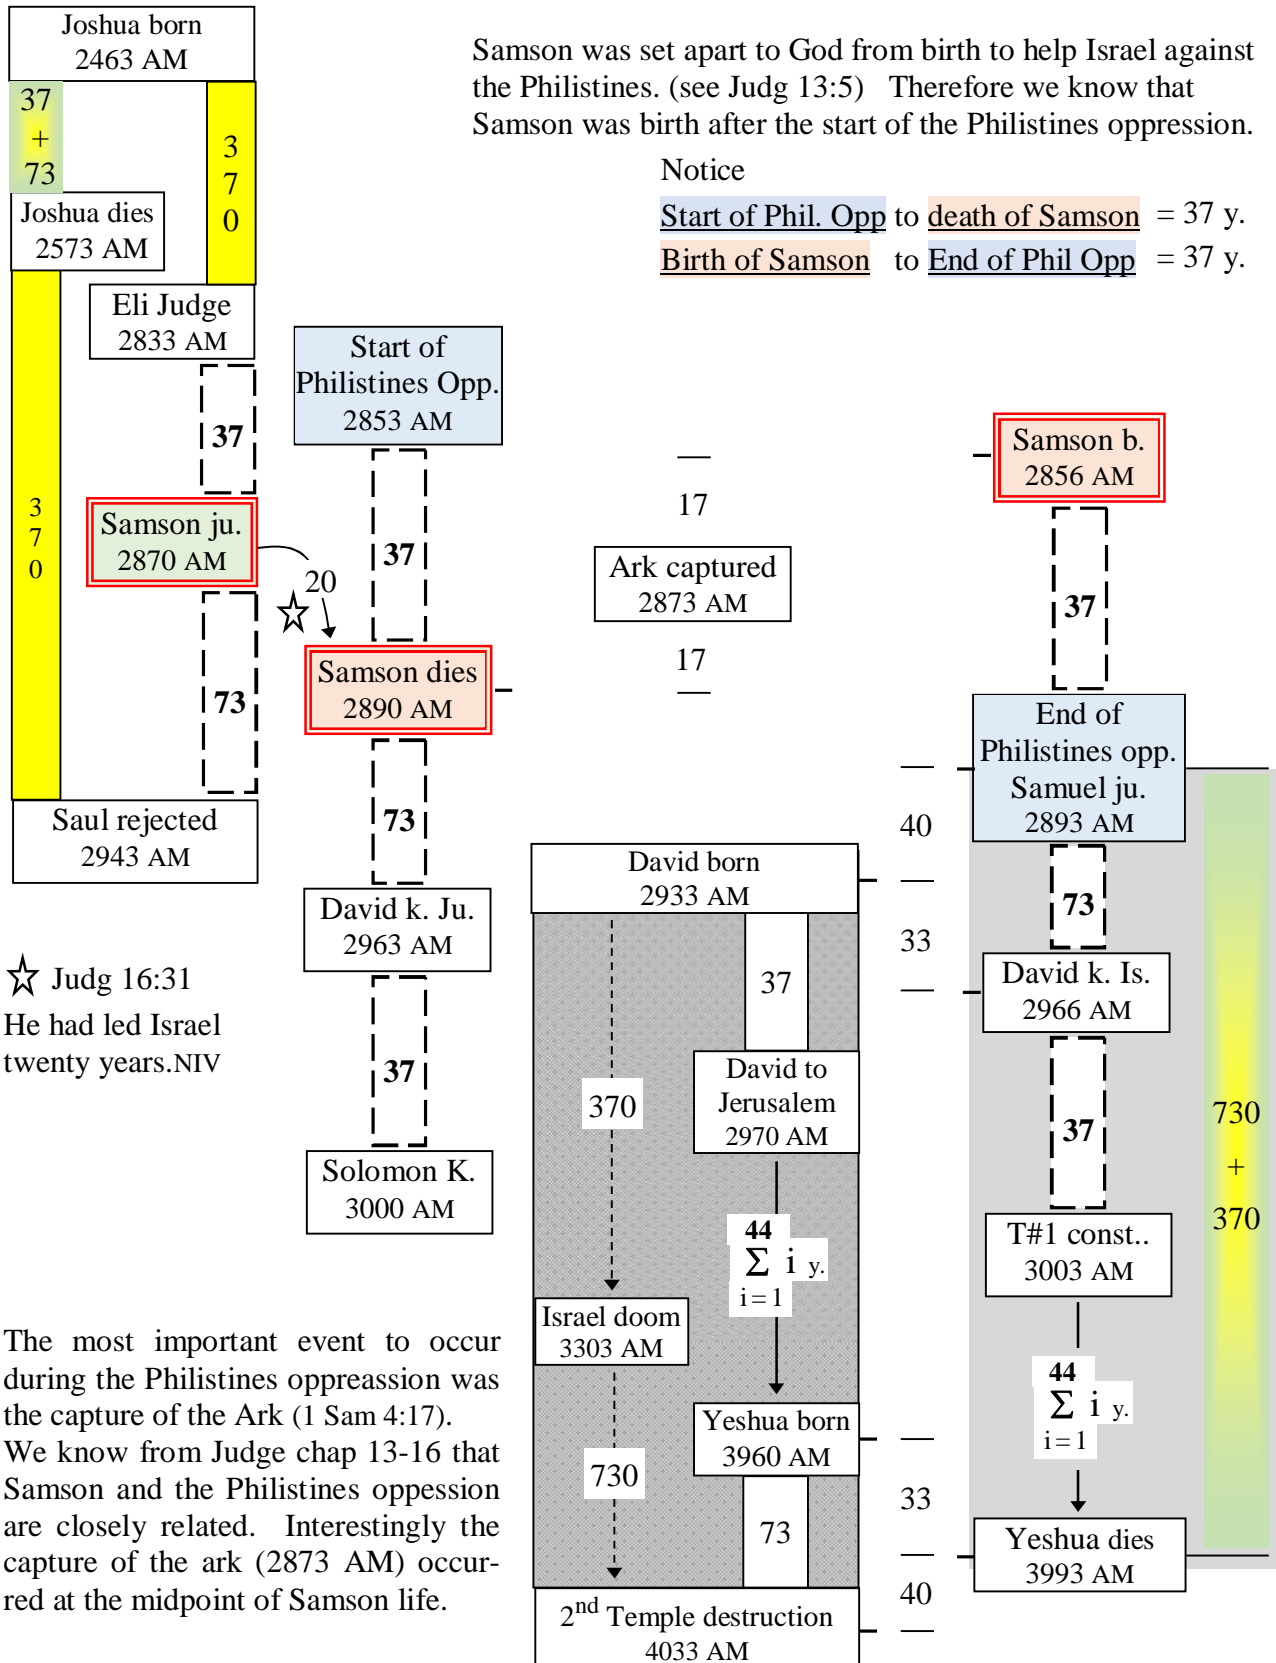 Joshua born
2463 AM
Samson was set apart to God from birth to help Israel against
the Philistines. (see Judg 13:5) Therefore we know that
Samson was birth after the start of the Philistines oppression.
Notice
Start of Phil. Opp to death of Samson = 37 y.
Birth of Samson to End of Phil Opp = 37 y.
37
+
73
3
7
0
Joshua dies
2573 AM
Eli Judge
2833 AM
37
3
7
0
Samson ju.
2870 AM
20
73
Saul rejected
2943 AM
☆ Judg 16:31
He had led Israel
twenty years.NIV
Start of
Philistines Opp.
2853 AM
37
Samson dies
2890 AM
73
David k. Ju.
2963 AM
37
Solomon K.
3000 AM
17
Ark captured
2873 AM
17
Samson b.
2856 AM
37
End of
Philistines opp.
Samuel ju.
2893 AM
73
David k. Is.
2966 AM
37
T#1 const..
3003 AM
44
Σ i y.
i = 1
Yeshua dies
3993 AM
730
+
370
40
33
David born
2933 AM
37
David to
Jerusalem
2970 AM
370
44
Σ i y.
i = 1
Israel doom
3303 AM
730
Yeshua born
3960 AM
73
33
40
2nd Temple destruction
4033 AM
The most important event to occur
during the Philistines oppreassion was
the capture of the Ark (1 Sam 4:17).
We know from Judge chap 13-16 that
Samson and the Philistines oppession
are closely related. Interestingly the
capture of the ark (2873 AM) occur-
red at the midpoint of Samson life.